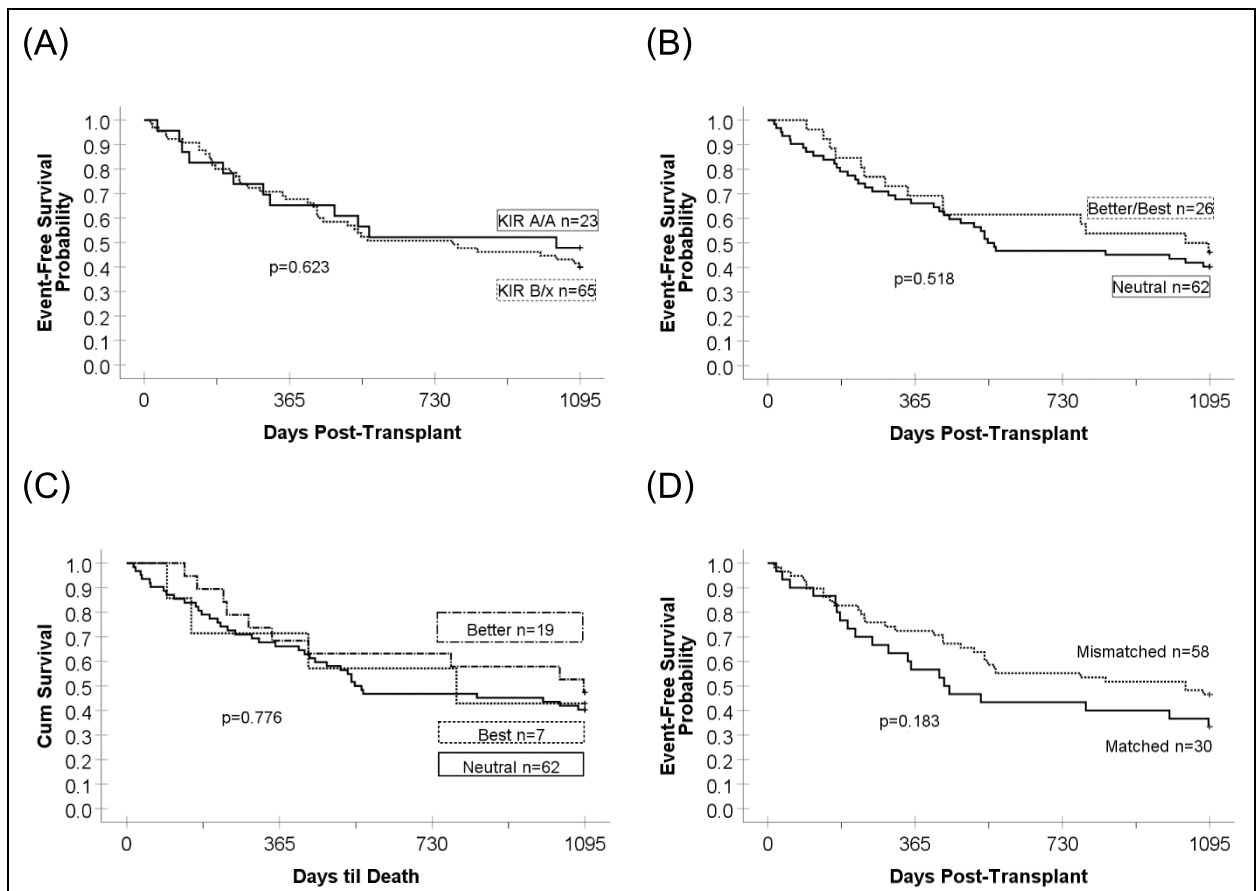 (A)
Event-Free Survival
Probability
1.0
0.9
0.8
0.7
0.6
0.5
0.4
0.3
0.2
0.1
0.0
KIR A/A n=23
p=0.623
KIR B/x n=65
0
365
730
1095
Days Post-Transplant
(B)
Event-Free Survival
Probability
1.0
0.9
0.8
0.7
0.6
0.5
0.4
0.3
0.2
0.1
0.0
Better/Best n=26
p=0.518
Neutral n=62
0
365
730
1095
Days Post-Transplant
(C)
Cum Survival
1.0
0.9
0.8
0.7
0.6
0.5
0.4
0.3
0.2
0.1
0.0
Better n=19
p=0.776
Best n=7
Neutral n=62
0
365
730
1095
Days til Death
(D)
Event-Free Survival
Probability
1.0
0.9
0.8
0.7
0.6
0.5
0.4
0.3
0.2
0.1
0.0
Mismatched n=58
p=0.183
Matched n=30
0
365
730
1095
Days Post-Transplant